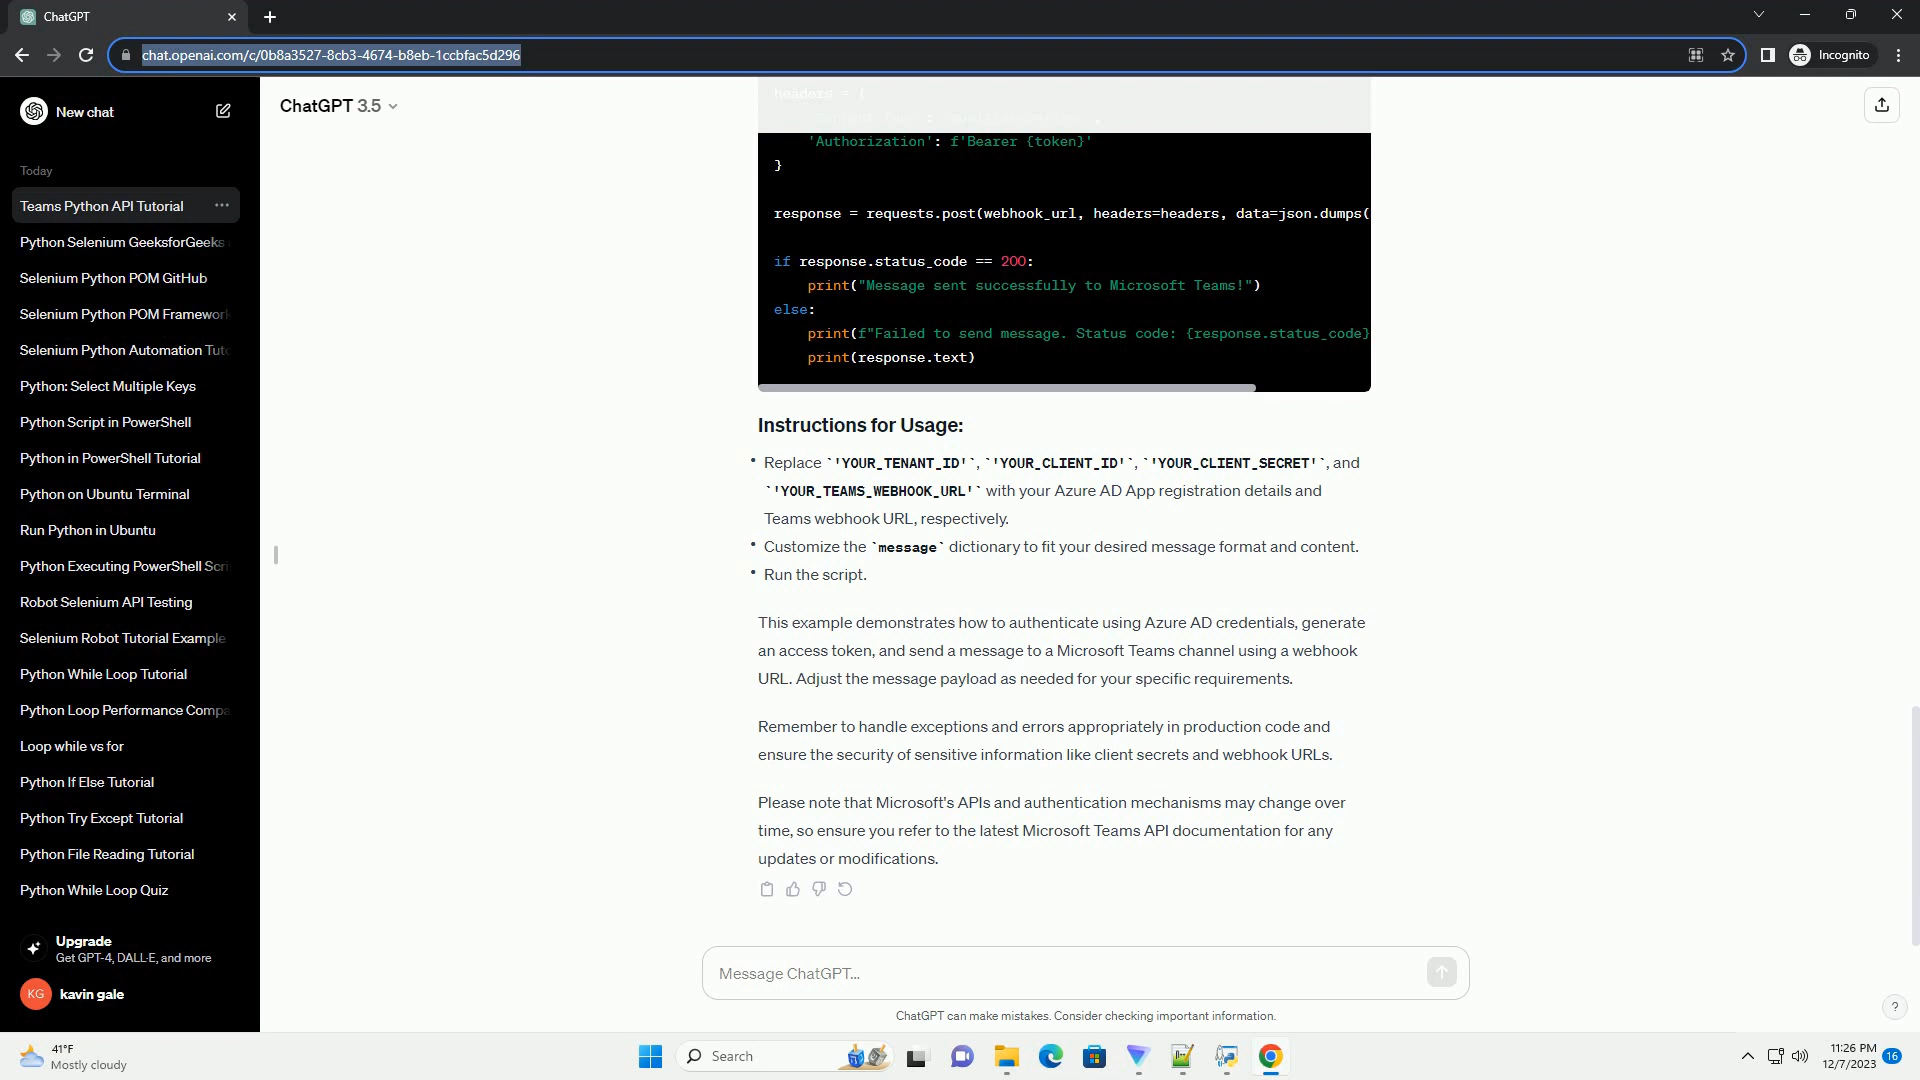 ChatGPT
chat.openai.com/c/0b8a3527-8cb3-4674-b8eb-1ccbfac5d296
Incognito
New chat
Today
Teams Python API Tutorial
Python Selenium GeeksforGeeks
Selenium Python POM GitHub
Selenium Python POM Framework
Selenium Python Automation Tuto
Python: Select Multiple Keys
Python Script in PowerShell
Python in PowerShell Tutorial
Python on Ubuntu Terminal
Run Python in Ubuntu
Python Executing PowerShell Scri
Robot Selenium API Testing
Selenium Robot Tutorial Example
Python While Loop Tutorial
Python Loop Performance Compa
Loop while vs for
Python If Else Tutorial
Python Try Except Tutorial
Python File Reading Tutorial
Python While Loop Quiz
Upgrade
Get GPT-4, DALL·E, and more
KG kavin gale
ChatGPT 3.5
headers = {
'Authorization': f'Bearer {token}'
}
response = requests.post(webhook_url, headers=headers, data=json.dumps(
if response.status_code == 200:
print("Message sent successfully to Microsoft Teams!")
else:
print(f"Failed to send message. Status code: {response.status_code}
print(response.text)
Instructions for Usage:
• Replace `'YOUR_TENANT_ID'`, `'YOUR_CLIENT_ID'`, `'YOUR_CLIENT_SECRET'`, and
`'YOUR_TEAMS_WEBHOOK_URL'` with your Azure AD App registration details and
Teams webhook URL, respectively.
• Customize the `message` dictionary to fit your desired message format and content.
• Run the script.
This example demonstrates how to authenticate using Azure AD credentials, generate
an access token, and send a message to a Microsoft Teams channel using a webhook
URL. Adjust the message payload as needed for your specific requirements.
Remember to handle exceptions and errors appropriately in production code and
ensure the security of sensitive information like client secrets and webhook URLs.
Please note that Microsoft's APIs and authentication mechanisms may change over
time, so ensure you refer to the latest Microsoft Teams API documentation for any
updates or modifications.
Message ChatGPT...
ChatGPT can make mistakes. Consider checking important information.
?
41°F
Mostly cloudy
Search
11:26 PM
12/7/2023
16